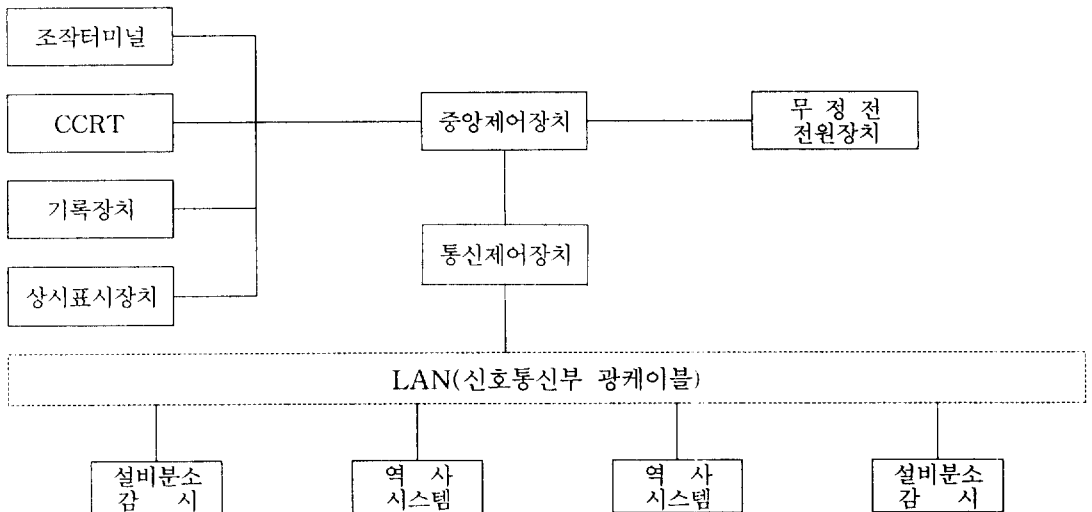 조작터미널
CCRT
중앙제어장치
무 정 전
전원장치
기록장치
통신제어장치
상시표시장치
LAN(신호통신부 광케이블)
설비분소
감 시
역 사
시스템
역 사
시스템
설비분소
감 시